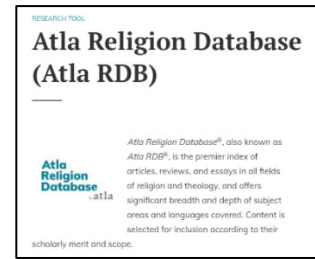 RESEARCH TOOL
Atla Religion Database
(Atla RDB)
Atla
Religion
Database
atla
Atla Religion Database®, also known as
Atla RDB®, is the premier index of
articles, reviews, and essays in all fields
of religion and theology, and offers
significant breadth and depth of subject
areas and languages covered. Content is
selected for inclusion according to their
scholarly merit and scope.